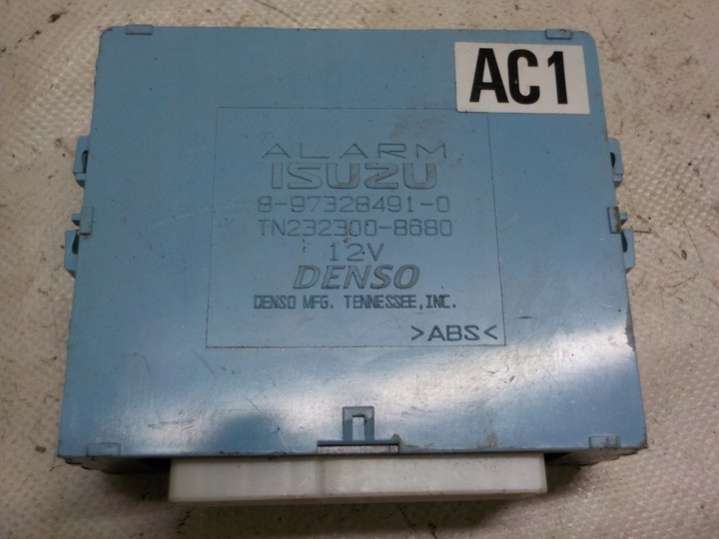 AC1
ALARM
ISUZU
8-97328491-0
TN232300-8680
12V
DENSO
DENSO MFG. TENNESSEE, INC.
>ABS<